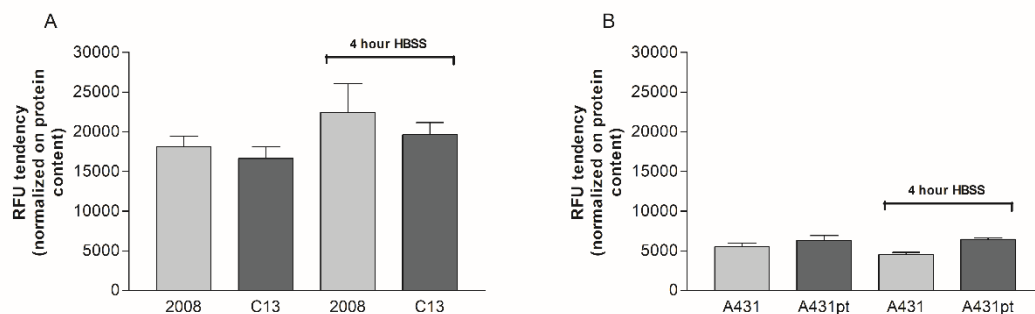 A
4 hour HBSS
RFU tendency
(normalized on protein
content)
30000
25000
20000
15000
10000
5000
0
2008
C13
2008
C13
B
4 hour HBSS
RFU tendency
(normalized on protein
content)
30000
25000
20000
15000
10000
5000
0
A431
A431pt
A431
A431pt